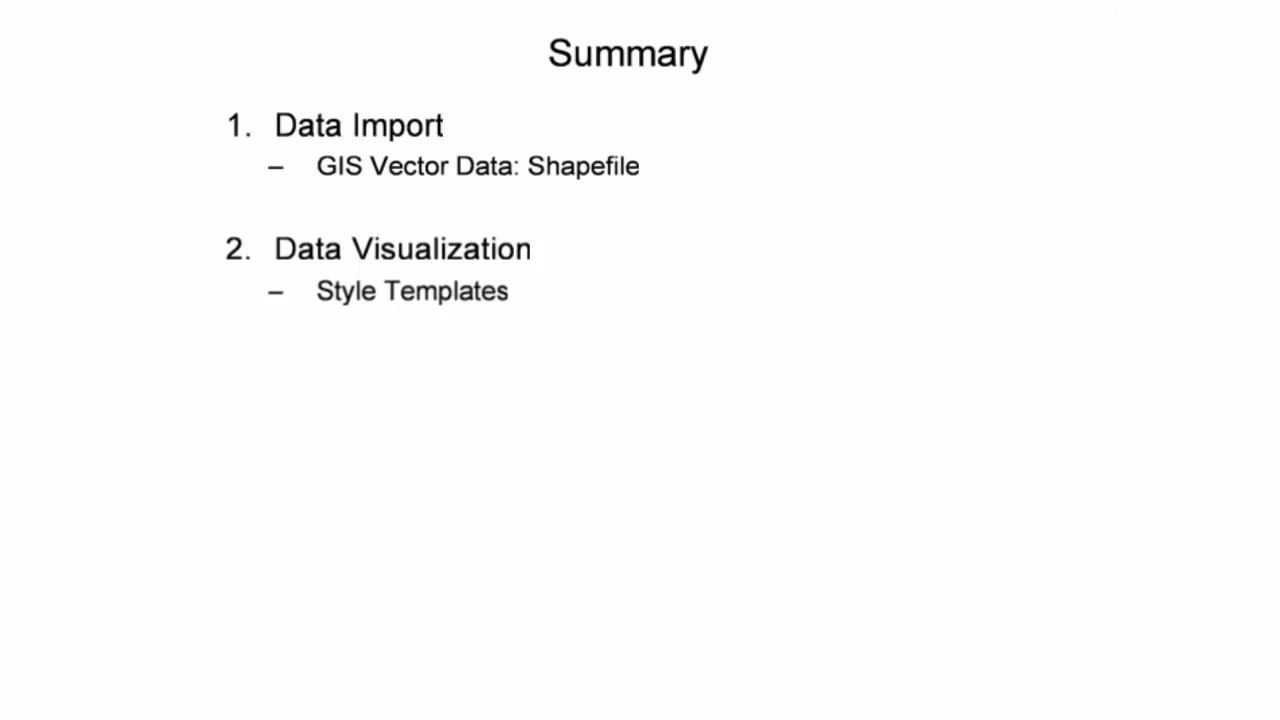 Summary
1. Data Import
– GIS Vector Data: Shapefile
2. Data Visualization
– Style Templates